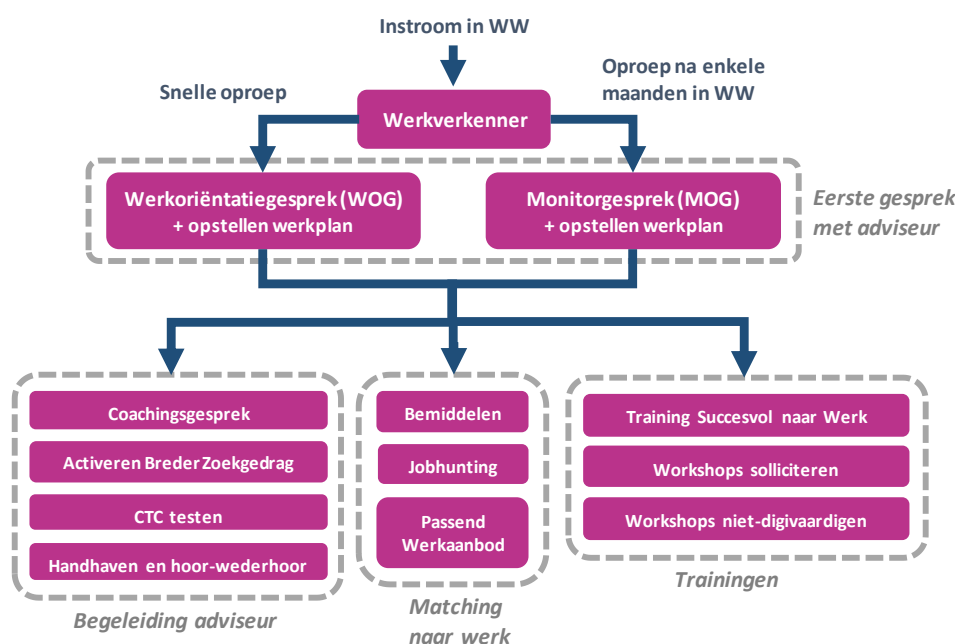 Instroom in WW
Snelle oproep
Oproep na enkele
maanden in WW
Werkverkenner
Werkoriëntatiegesprek (WOG)
+ opstellen werkplan
Monitorgesprek (MOG)
+ opstellen werkplan
Eerste gesprek
met adviseur
Coachingsgesprek
Activeren Breder Zoekgedrag
CTC testen
Handhaven en hoor-wederhoor
Begeleiding adviseur
Bemiddelen
Jobhunting
Passend
Werkaanbod
Matching
naar werk
Training Succesvol naar Werk
Workshops solliciteren
Workshops niet-digivaardigen
Trainingen